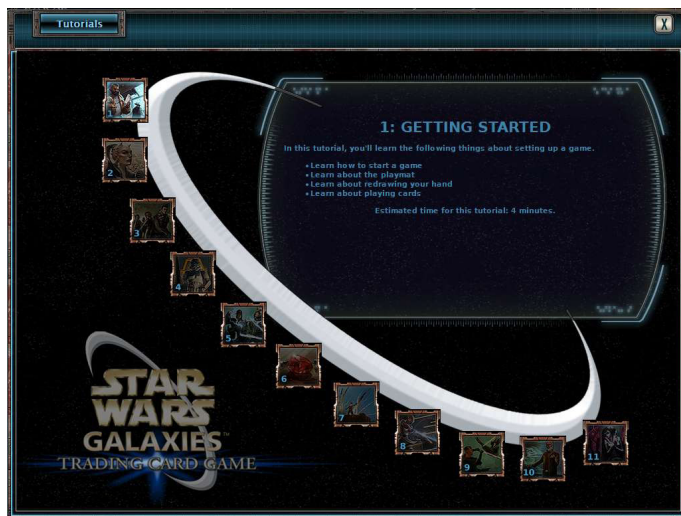 Tutorials
X
1: GETTING STARTED
In this tutorial, you'll learn the following things about setting up a game.
•Learn how to start a game
•Learn about the playmat
•Learn about redrawing your hand
•Learn about playing cards
Estimated time for this tutorial: 4 minutes.
1
2
3
4
5
6
7
8
9
10
11
STAR
WARS
GALAXIES™
TRADING CARD GAME